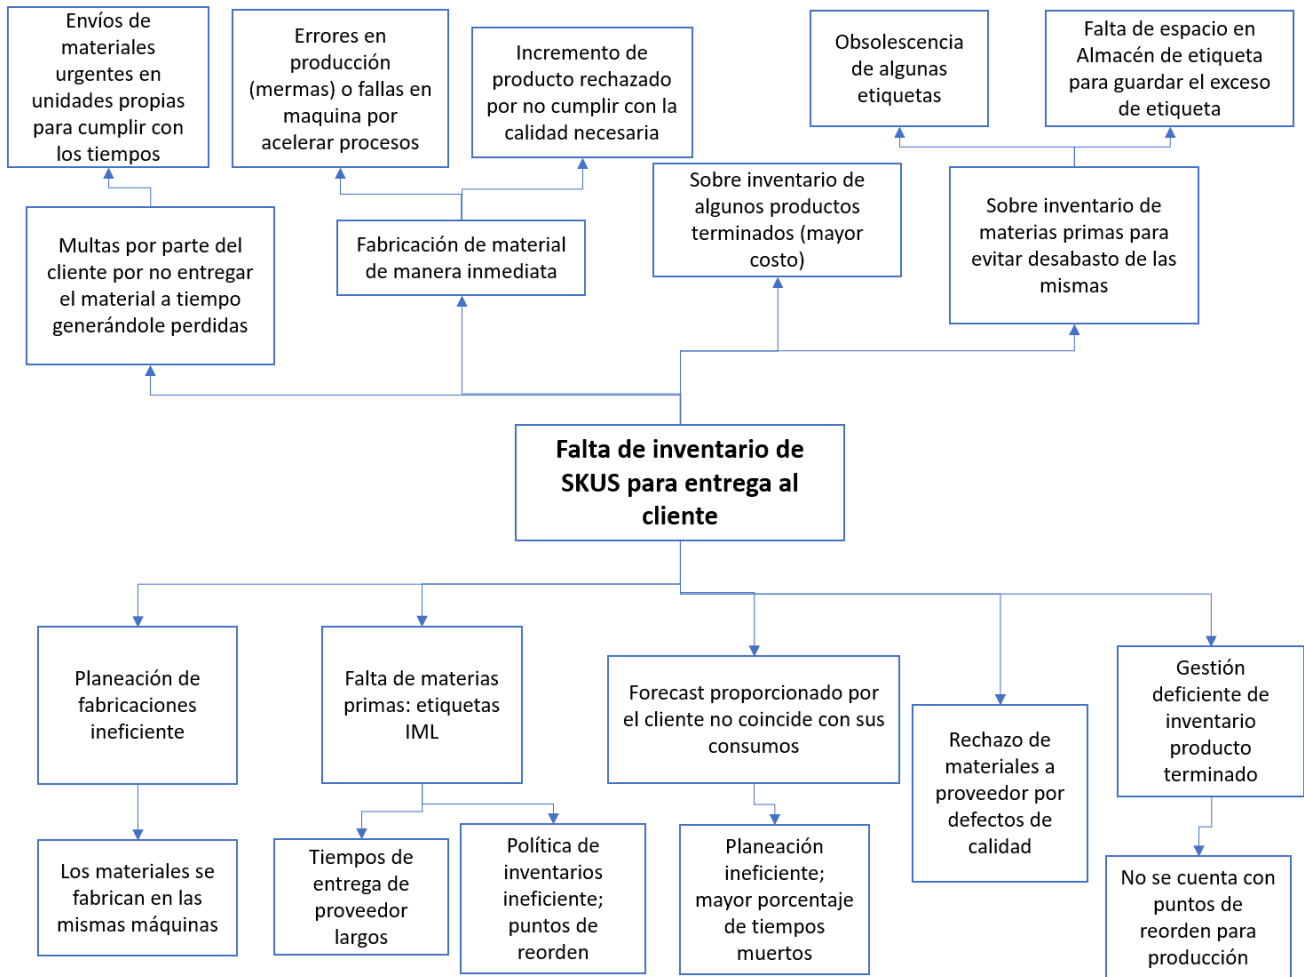 Envíos de
materiales
urgentes en
unidades propias
para cumplir con
los tiempos
Errores en
producción
(mermas) o fallas en
maquina por
acelerar procesos
Incremento de
producto rechazado
por no cumplir con la
calidad necesaria
Obsolescencia
de algunas
etiquetas
Falta de espacio en
Almacén de etiqueta
para guardar el exceso
de etiqueta
Multas por parte del
cliente por no entregar
el material a tiempo
generándole perdidas
Fabricación de material
de manera inmediata
Sobre inventario de
algunos productos
terminados (mayor
costo)
Sobre inventario de
materias primas para
evitar desabasto de las
mismas
Falta de inventario de
SKUS para entrega al
cliente
Planeación de
fabricaciones
ineficiente
Falta de materias
primas: etiquetas
IML
Forecast proporcionado por
el cliente no coincide con sus
consumos
Rechazo de
materiales a
proveedor por
defectos de
calidad
Gestión
deficiente de
inventario
producto
terminado
Los materiales se
fabrican en las
mismas máquinas
Tiempos de
entrega de
proveedor
largos
Política de
inventarios
ineficiente;
puntos de
reorden
Planeación
ineficiente;
mayor porcentaje
de tiempos
muertos
No se cuenta con
puntos de
reorden para
producción